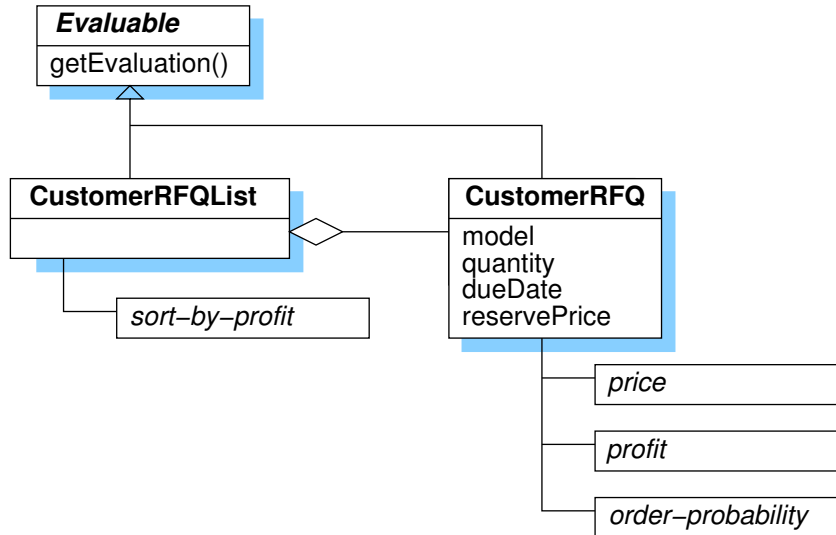 Evaluable
getEvaluation()
CustomerRFQList
CustomerRFQ
model
quantity
dueDate
reservePrice
sort−by−profit
price
profit
order−probability